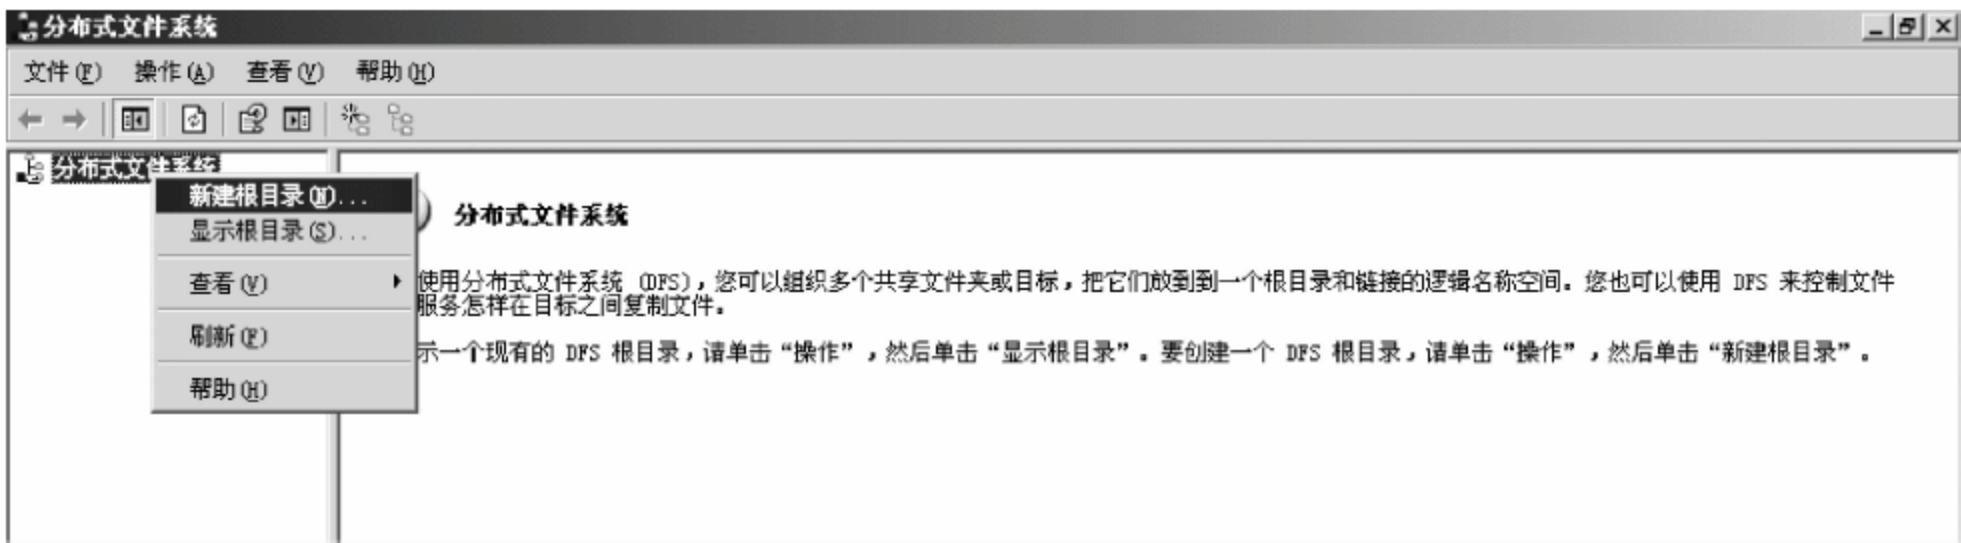 分布式文件系统
文件(F) 操作(A) 查看(V) 帮助(H)
分布式文件系统
新建根目录(N)...
显示根目录(S)...
查看(V)
刷新(F)
帮助(H)
分布式文件系统
使用分布式文件系统 (DFS)，您可以组织多个共享文件夹或目标，把它们放到到一个根目录和链接的逻辑名称空间。您也可以使用 DFS 来控制文件
服务怎样在目标之间复制文件。
示一个现有的 DFS 根目录，请单击“操作”，然后单击“显示根目录”。要创建一个 DFS 根目录，请单击“操作”，然后单击“新建根目录”。